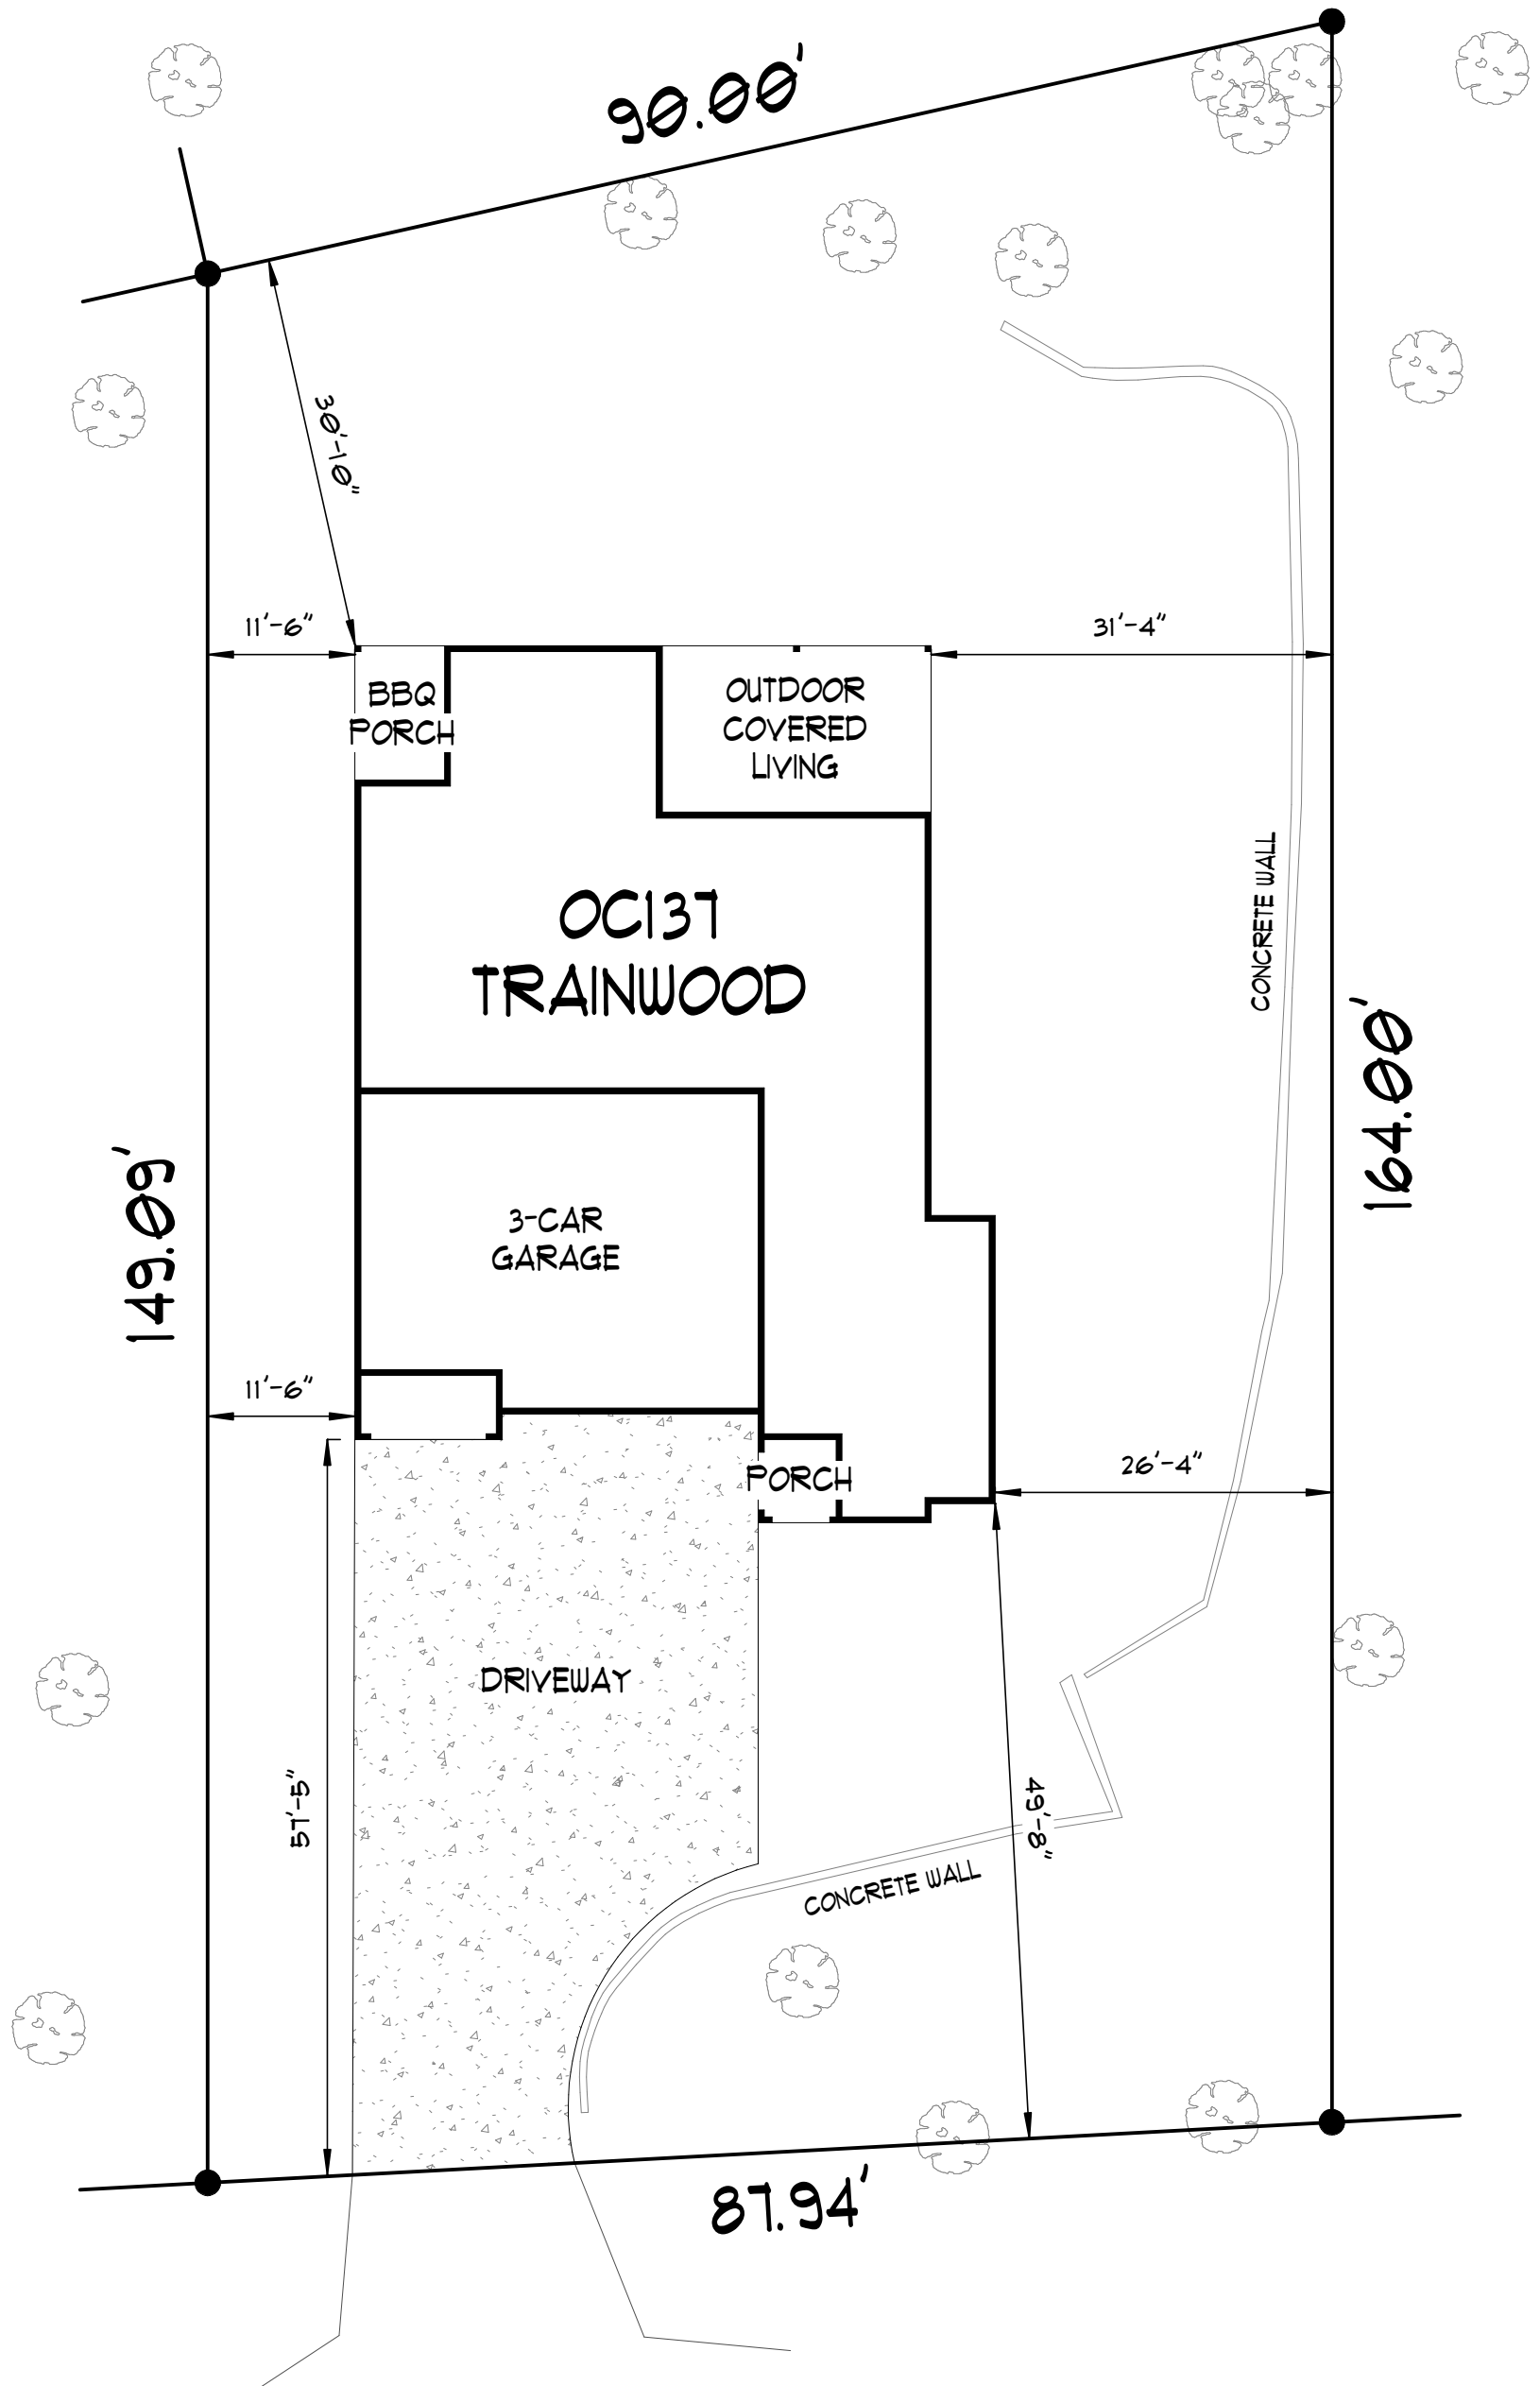 90.00'
30'-10"
11'-6"
31'-4"
BBQ
PORCH
OUTDOOR
COVERED
LIVING
OC137
TRAINWOOD
CONCRETE WALL
164.00'
149.09'
3-CAR
GARAGE
11'-6"
PORCH
26'-4"
DRIVEWAY
57'-5"
49'-8"
CONCRETE WALL
87.94'